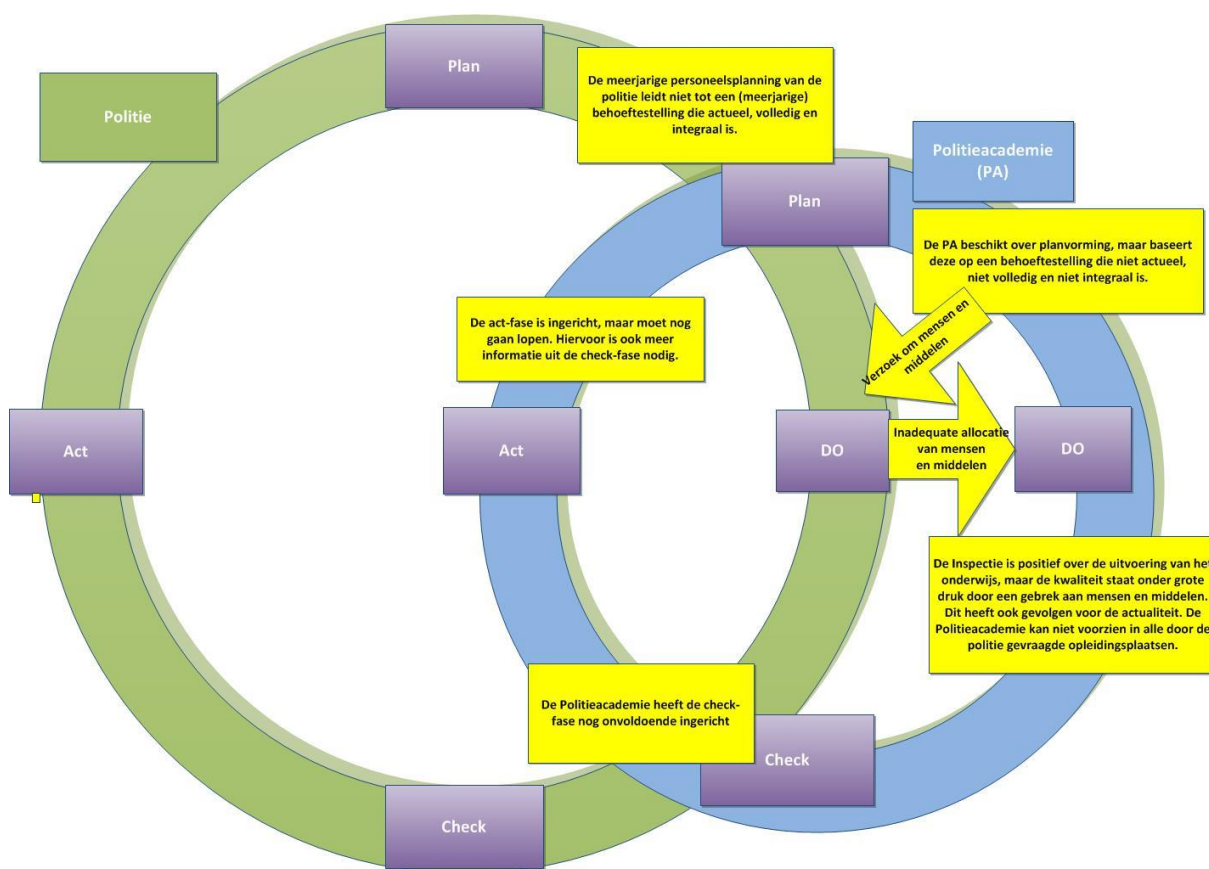 Plan
Politie
De meerjarige personeelsplanning van de
politie leidt niet tot een (meerjarige)
behoeftestelling die actueel, volledig en
integraal is.
Politieacademie
(PA)
Plan
De PA beschikt over planvorming, maar baseert
deze op een behoeftestelling die niet actueel,
niet volledig en niet integraal is.
De act-fase is ingericht, maar moet nog
gaan lopen. Hiervoor is ook meer
informatie uit de check-fase nodig.
Verzoek om mensen en
middelen
Act
Act
DO
Inadequate allocatie
van mensen
en middelen
DO
De Inspectie is positief over de uitvoering van het
onderwijs, maar de kwaliteit staat onder grote
druk door een gebrek aan mensen en middelen.
Dit heeft ook gevolgen voor de actualiteit. De
Politieacademie kan niet voorzien in alle door de
politie gevraagde opleidingsplaatsen.
De Politieacademie heeft de check-
fase nog onvoldoende ingericht
Check
Check